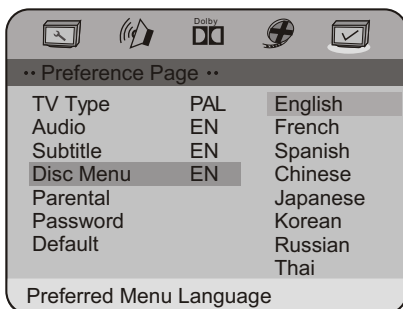 Dolby
•• Preference Page ••
TV Type PAL English
Audio EN French
Subtitle EN Spanish
Disc Menu EN Chinese
Parental Japanese
Password Korean
Default Russian
Thai
Preferred Menu Language